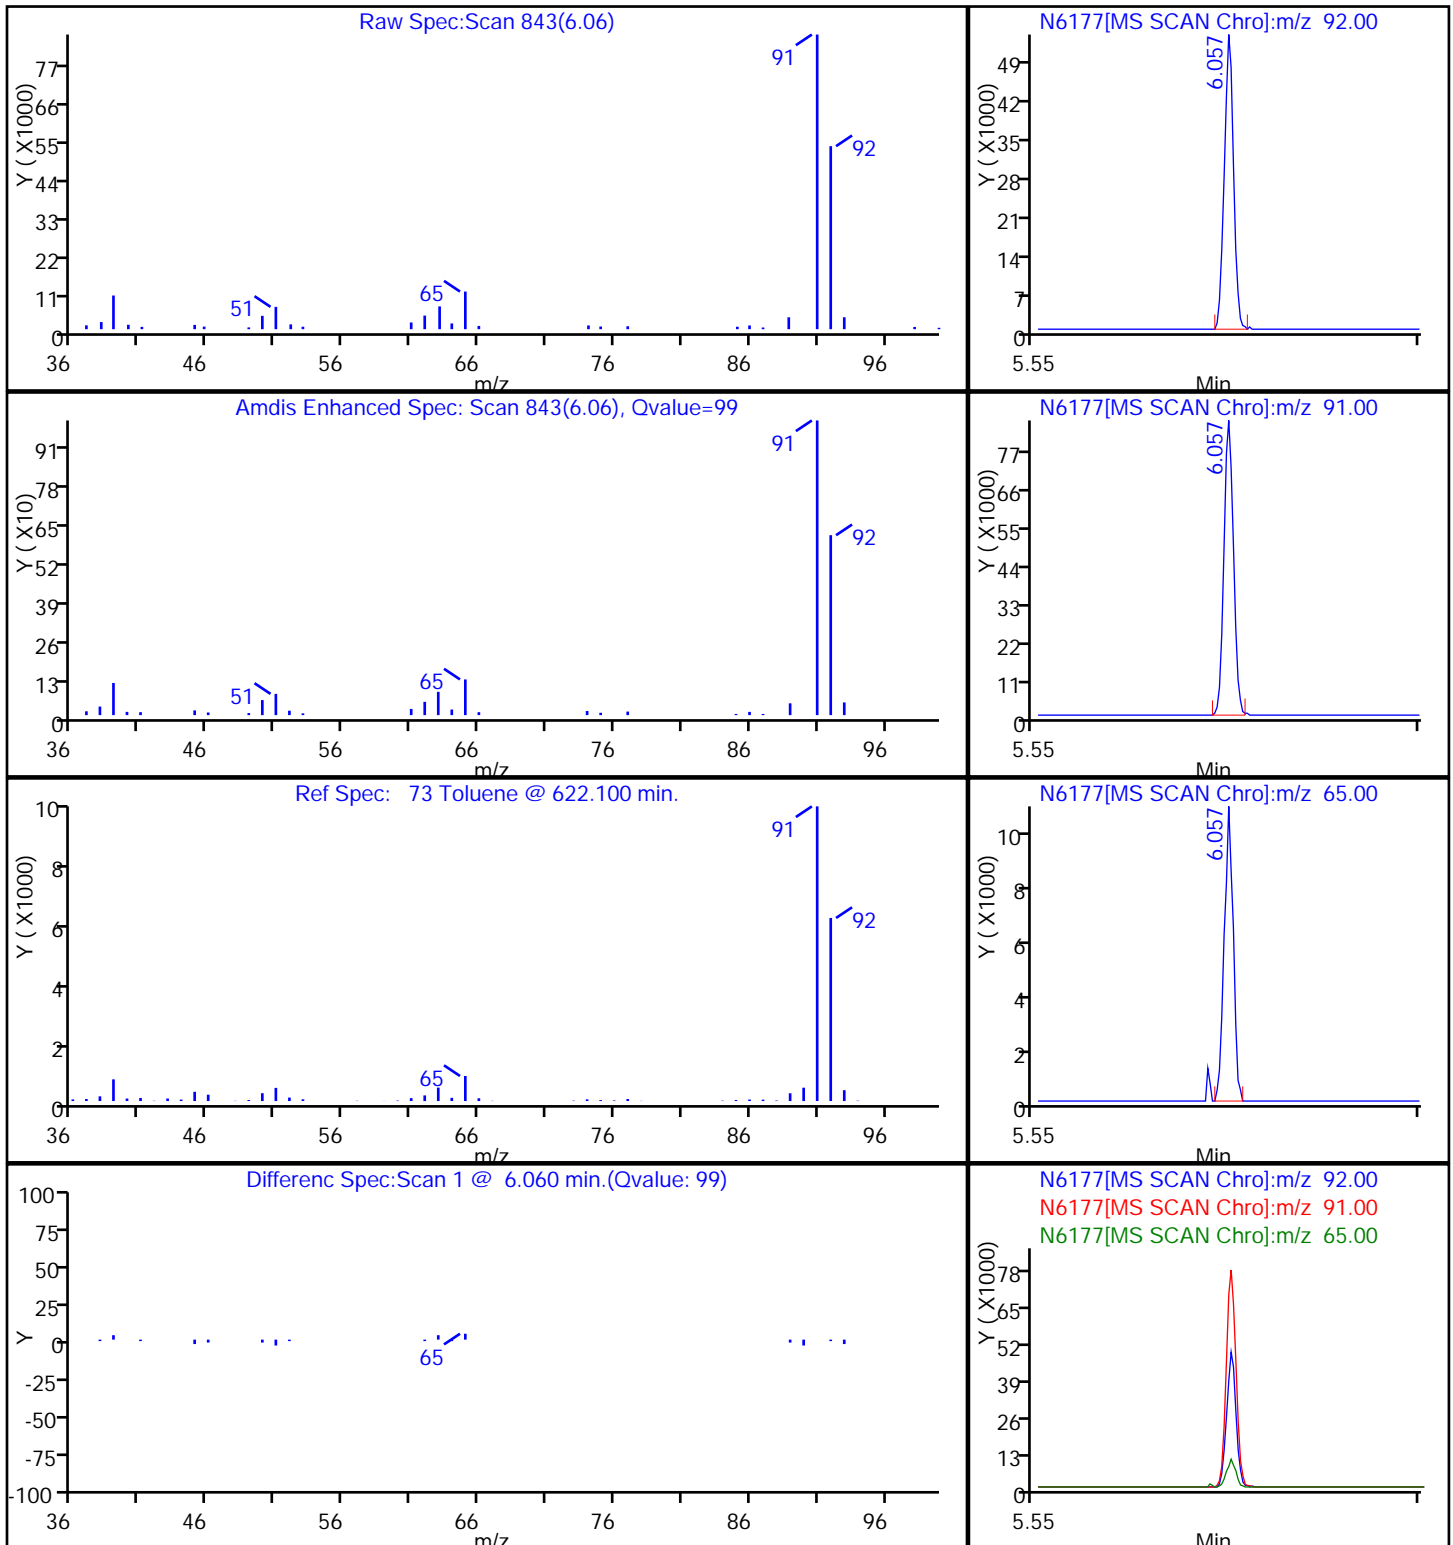 Raw Spec:Scan 843(6.06)
Y ( X1000)
77
66
55
44
33
22
11
0
91
92
51
65
36 46 56 66 76 86 96
m/z
N6177[MS SCAN Chro]:m/z 92.00
Y ( X1000)
49
42
35
28
21
14
7
0
6.057
5.55
Min
Amdis Enhanced Spec: Scan 843(6.06), Qvalue=99
Y ( X10)
91
78
65
52
39
26
13
0
91
92
51
65
36 46 56 66 76 86 96
m/z
N6177[MS SCAN Chro]:m/z 91.00
Y ( X1000)
77
66
55
44
33
22
11
0
6.057
5.55
Min
Ref Spec: 73 Toluene @ 622.100 min.
Y ( X1000)
10
8
6
4
2
0
91
92
65
36 46 56 66 76 86 96
m/z
N6177[MS SCAN Chro]:m/z 65.00
Y ( X1000)
10
8
6
4
2
0
6.057
5.55
Min
Differenc Spec:Scan 1 @ 6.060 min.(Qvalue: 99)
Y
100
75
50
25
0
-25
-50
-75
-100
65
36 46 56 66 76 86 96
m/z
N6177[MS SCAN Chro]:m/z 92.00
N6177[MS SCAN Chro]:m/z 91.00
N6177[MS SCAN Chro]:m/z 65.00
Y ( X1000)
78
65
52
39
26
13
0
5.55
Min